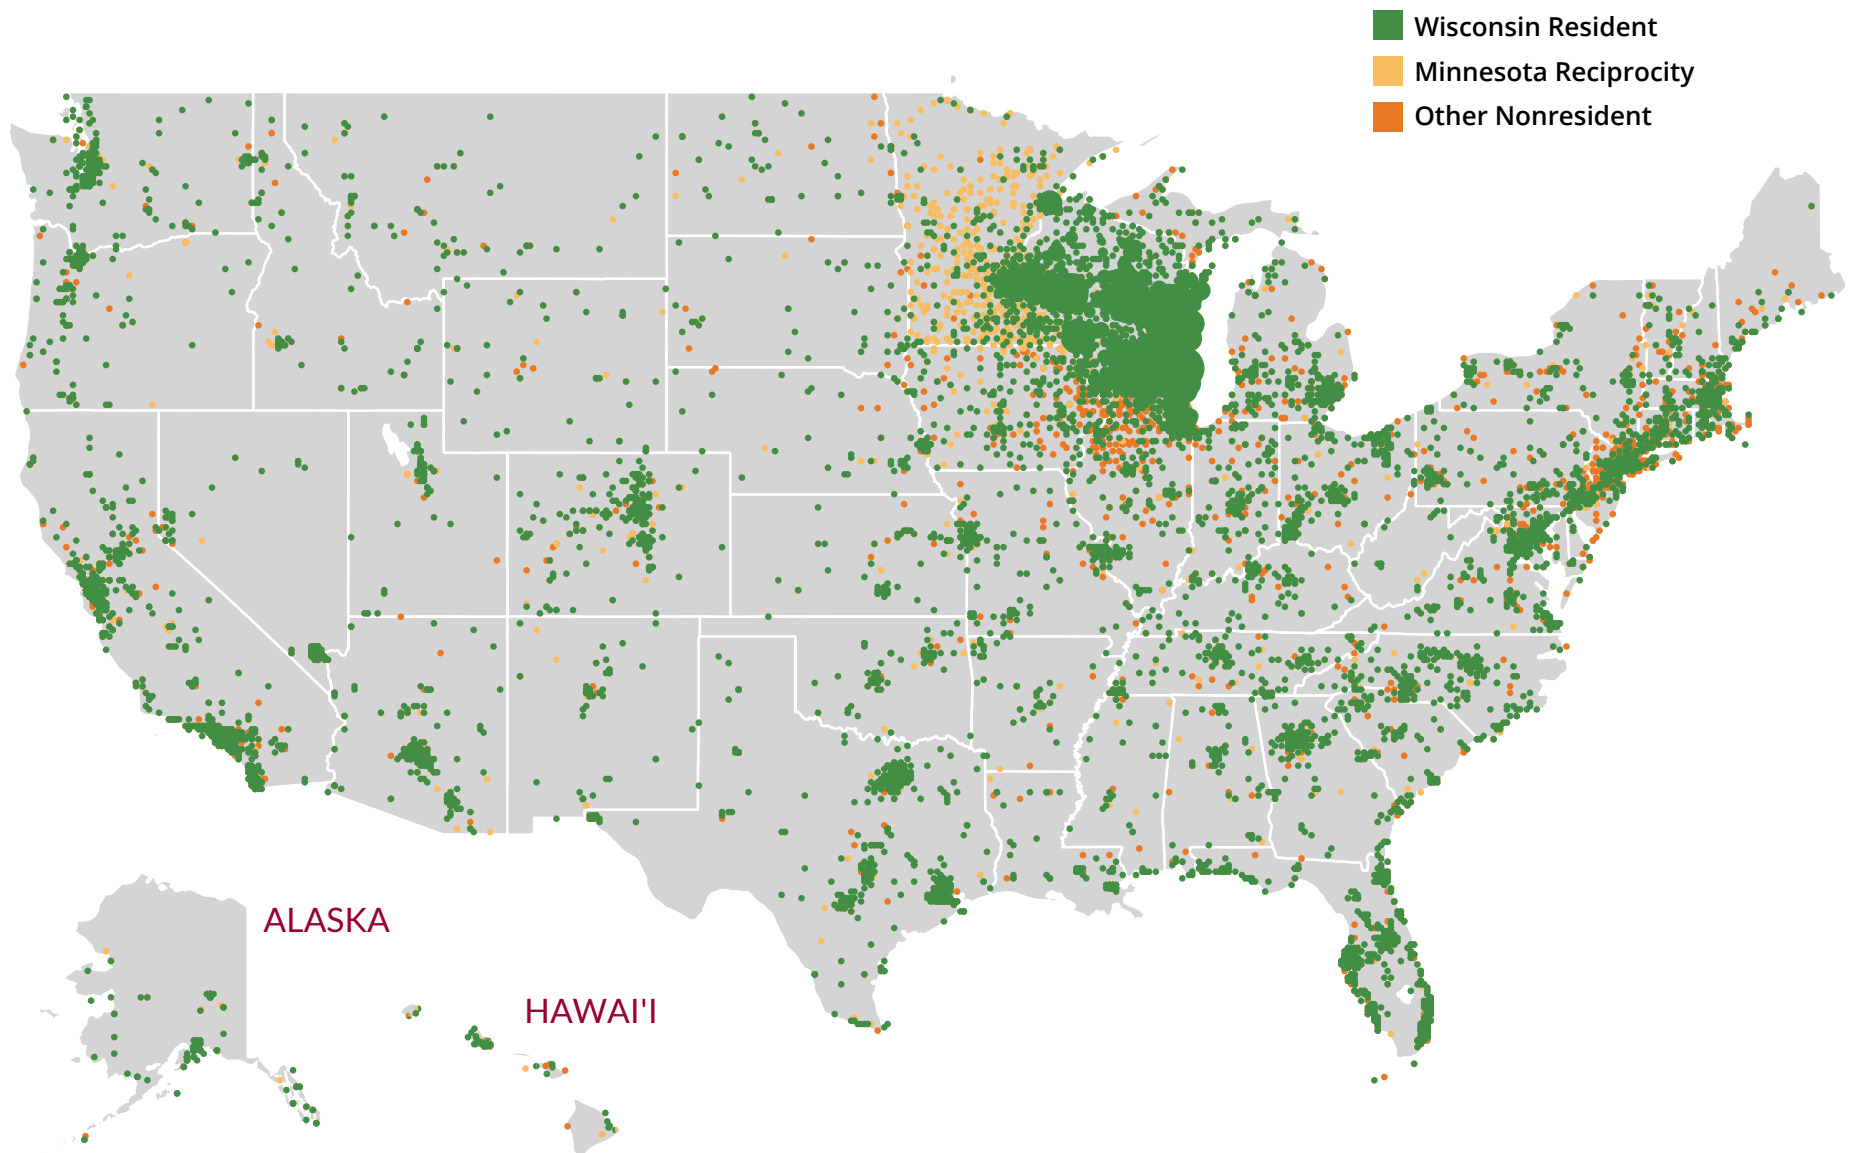 Wisconsin Resident
Minnesota Reciprocity
Other Nonresident
ALASKA
HAWAI'I